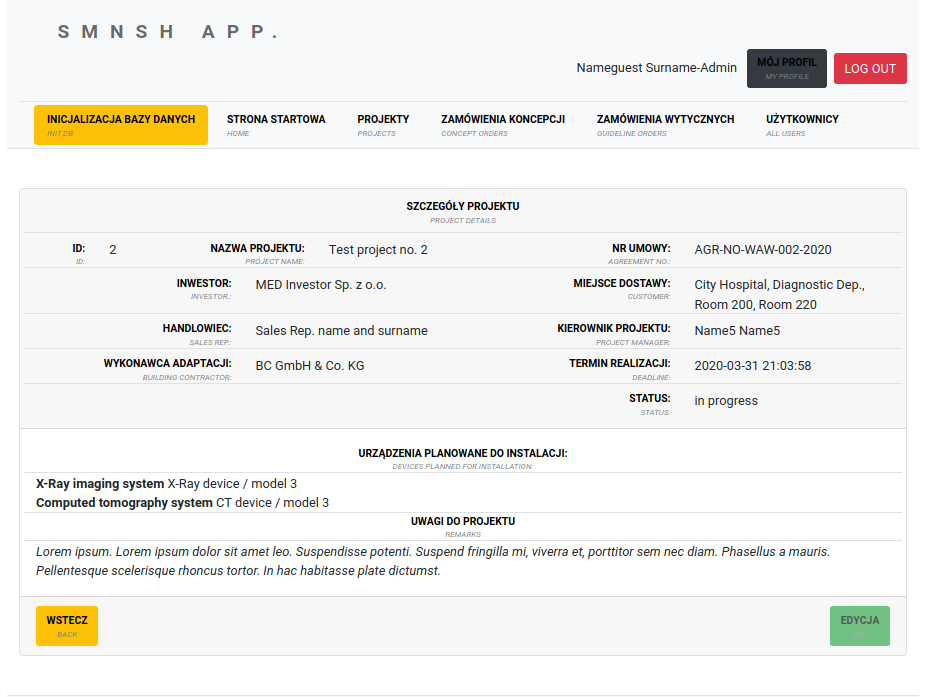 SMNSH APP.
Nameguest Surname-Admin
MÓJ PROFIL
MY PROFILE
LOG OUT
INICJALIZACJA BAZY DANYCH
INIT.DB
STRONA STARTOWA
HOME
PROJEKTY
PROJECTS
ZAMÓWIENIA KONCEPCJI
CONCEPT ORDERS
ZAMÓWIENIA WYTYCZNYCH
GUIDELINE ORDERS
UŻYTKOWNICY
ALL USERS
SZCZEGÓŁY PROJEKTU
PROJECT DETAILS
ID:
ID:
2
NAZWA PROJEKTU:
PROJECT NAME:
Test project no. 2
NR UMOWY:
AGREEMENT NO.:
AGR-NO-WAW-002-2020
INWESTOR:
INVESTOR.:
MED Investor Sp. z o.o.
MIEJSCE DOSTAWY:
CUSTOMER:
City Hospital, Diagnostic Dep.,
Room 200, Room 220
HANDLOWIEC:
SALES REP.:
Sales Rep. name and surname
KIEROWNIK PROJEKTU:
PROJECT MANAGER:
Name5 Name5
WYKONAWCA ADAPTACJI:
BUILDING CONTRACTOR:
BC GmbH & Co. KG
TERMIN REALIZACJI:
DEADLINE:
2020-03-31 21:03:58
STATUS:
STATUS:
in progress
URZĄDZENIA PLANOWANE DO INSTALACJI:
DEVICES PLANNED FOR INSTALLATION:
X-Ray imaging system X-Ray device / model 3
Computed tomography system CT device / model 3
UWAGI DO PROJEKTU
REMARKS
Lorem ipsum. Lorem ipsum dolor sit amet leo. Suspendisse potenti. Suspend fringilla mi, viverra et, porttitor sem nec diam. Phasellus a mauris.
Pellentesque scelerisque rhoncus tortor. In hac habitasse plate dictumst.
WSTECZ
BACK
EDYCJA